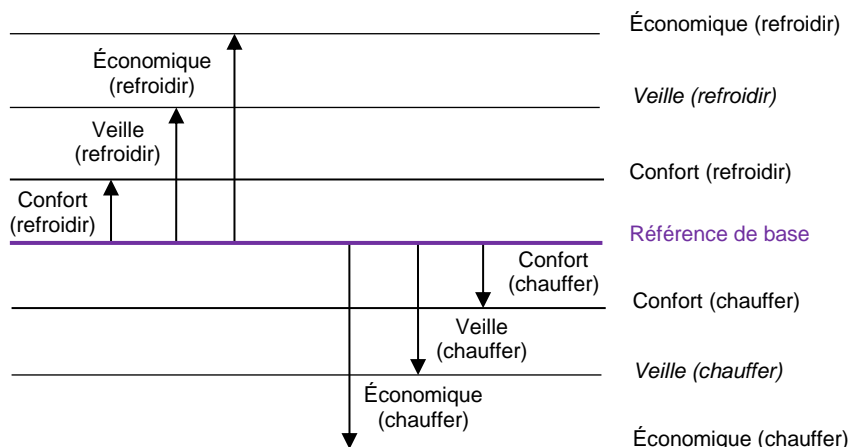 Économique (refroidir)
Économique
(refroidir)
Veille (refroidir)
Veille
(refroidir)
Confort (refroidir)
Confort
(refroidir)
Référence de base
Confort
(chauffer)
Confort (chauffer)
Veille
(chauffer)
Veille (chauffer)
Économique
(chauffer)
Économique (chauffer)